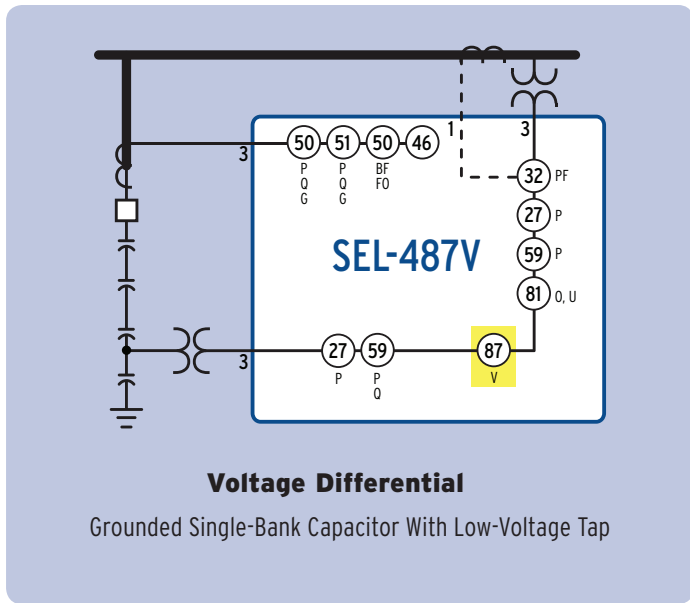 1
3
3
50 51 50 46
P P BF
Q Q FO
G G
32 PF
27 P
59 P
81 O, U
SEL-487V
3
27 59 87
P P V
Q
Voltage Differential
Grounded Single-Bank Capacitor With Low-Voltage Tap